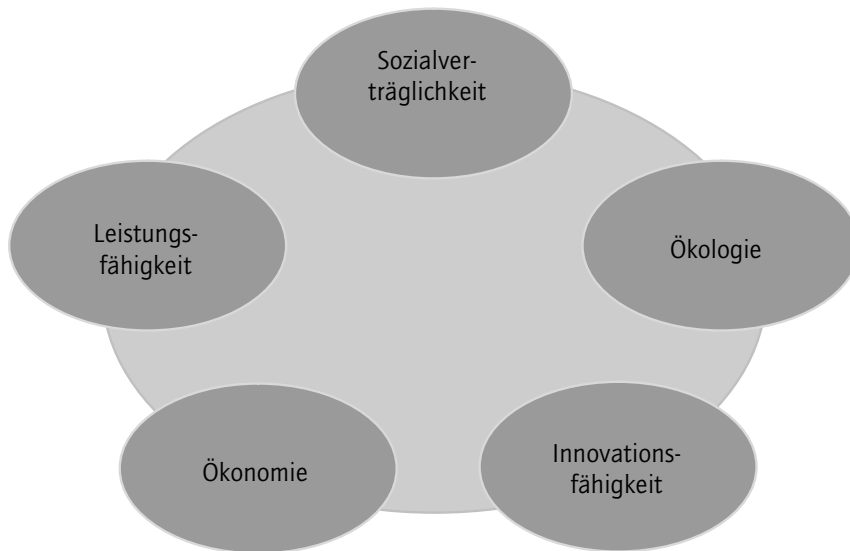 Sozialver-
träglichkeit
Leistungs-
fähigkeit
Ökologie
Ökonomie
Innovations-
fähigkeit